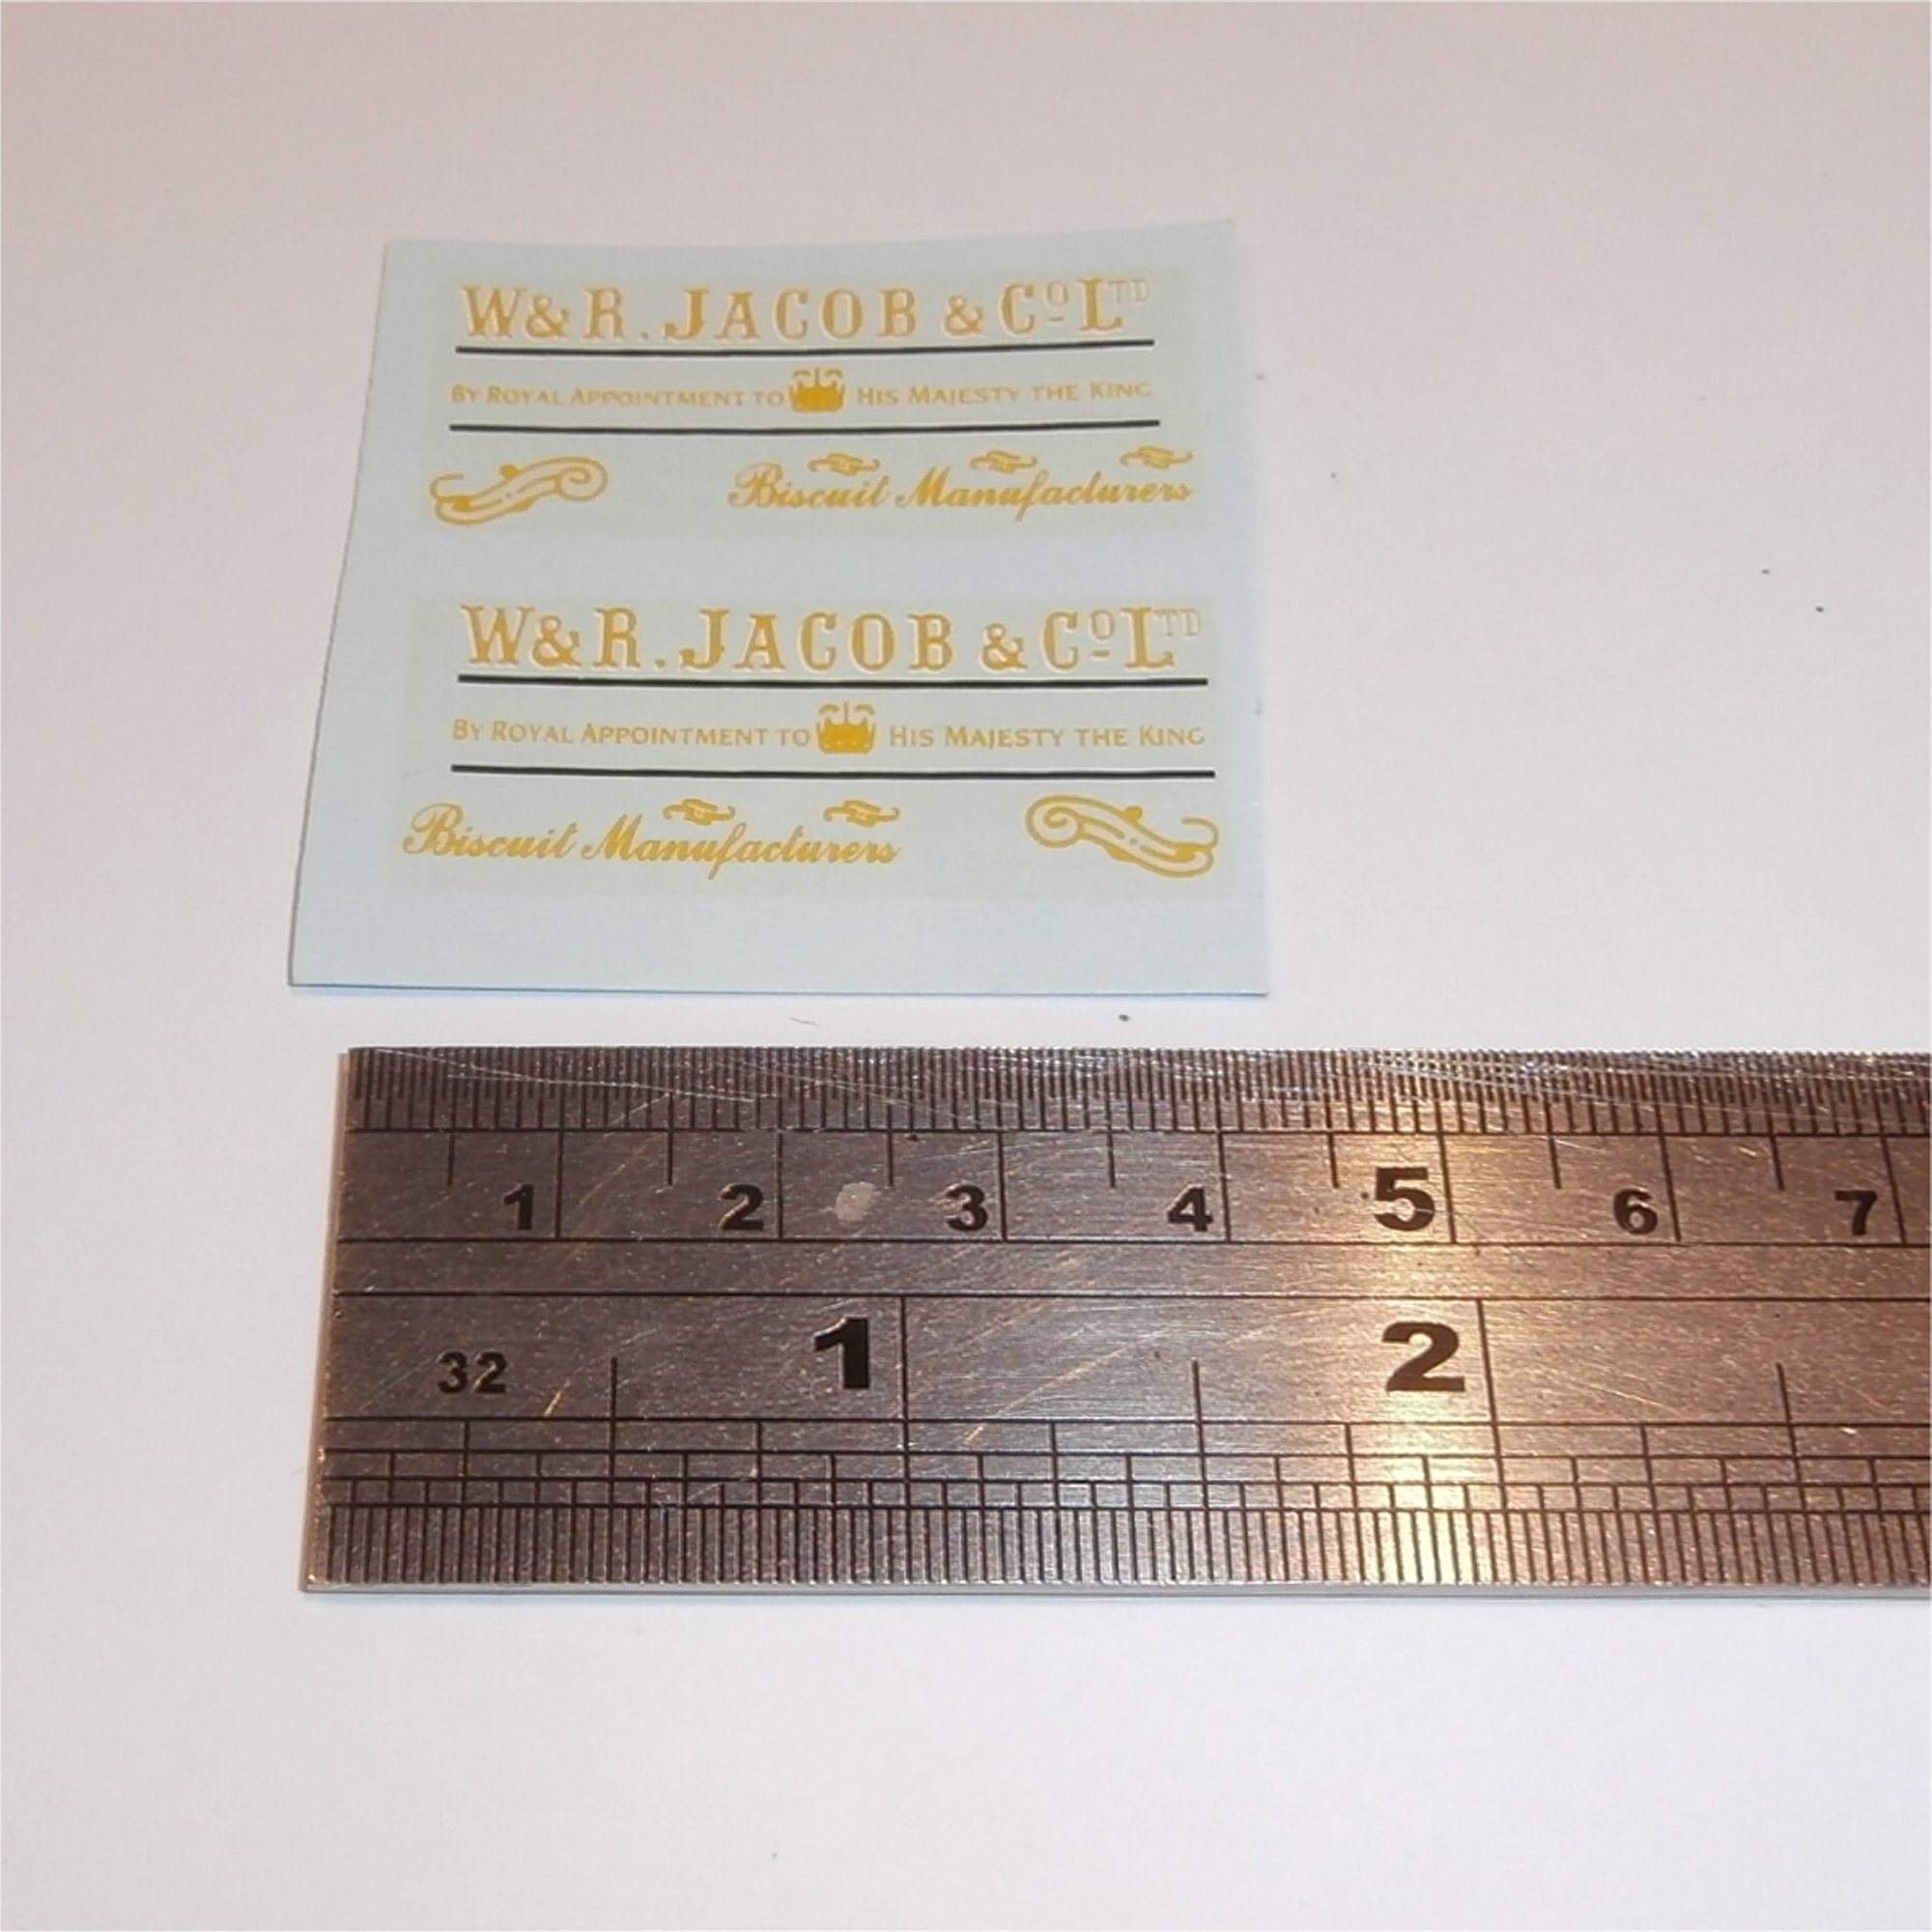 W & R. JACOB & Cº LTD
BY ROYAL APPOINTMENT TO HIS MAJESTY THE KING
Biscuit Manufacturers
W & R. JACOB & Cº LTD
BY ROYAL APPOINTMENT TO HIS MAJESTY THE KING
Biscuit Manufacturers
1 2 3 4 5 6 7
32 1 2